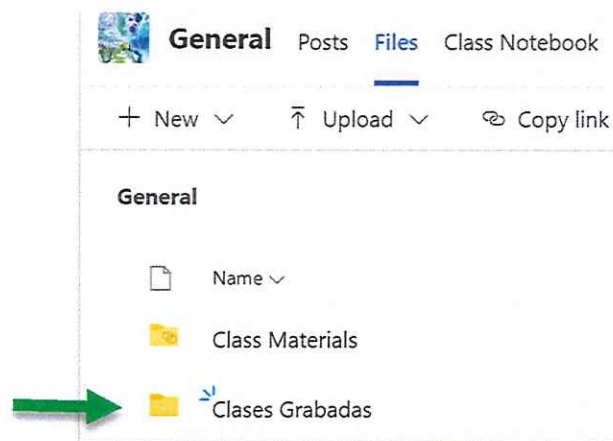 General Posts Files Class Notebook
New Upload Copy link
General
Name
Class Materials
Clases Grabadas